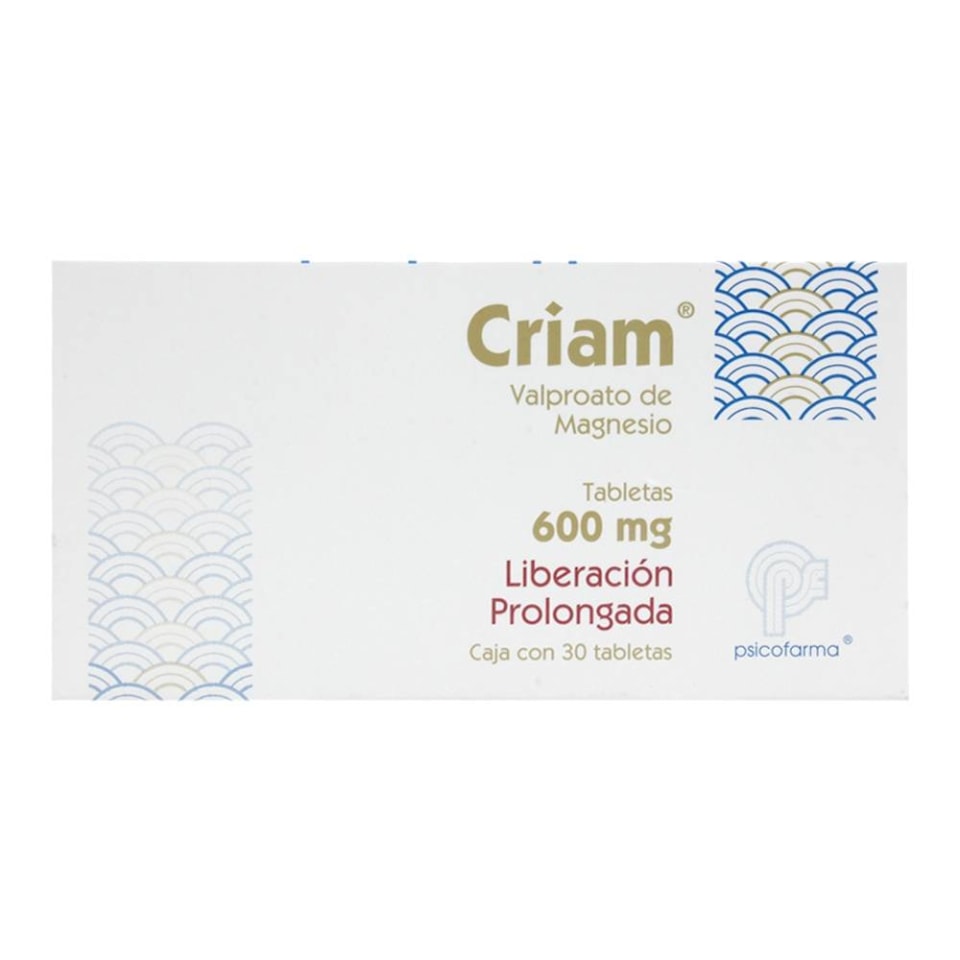 Criam®
Valproato de
Magnesio
Tabletas
600 mg
Liberación
Prolongada
Caja con 30 tabletas
psicofarma®